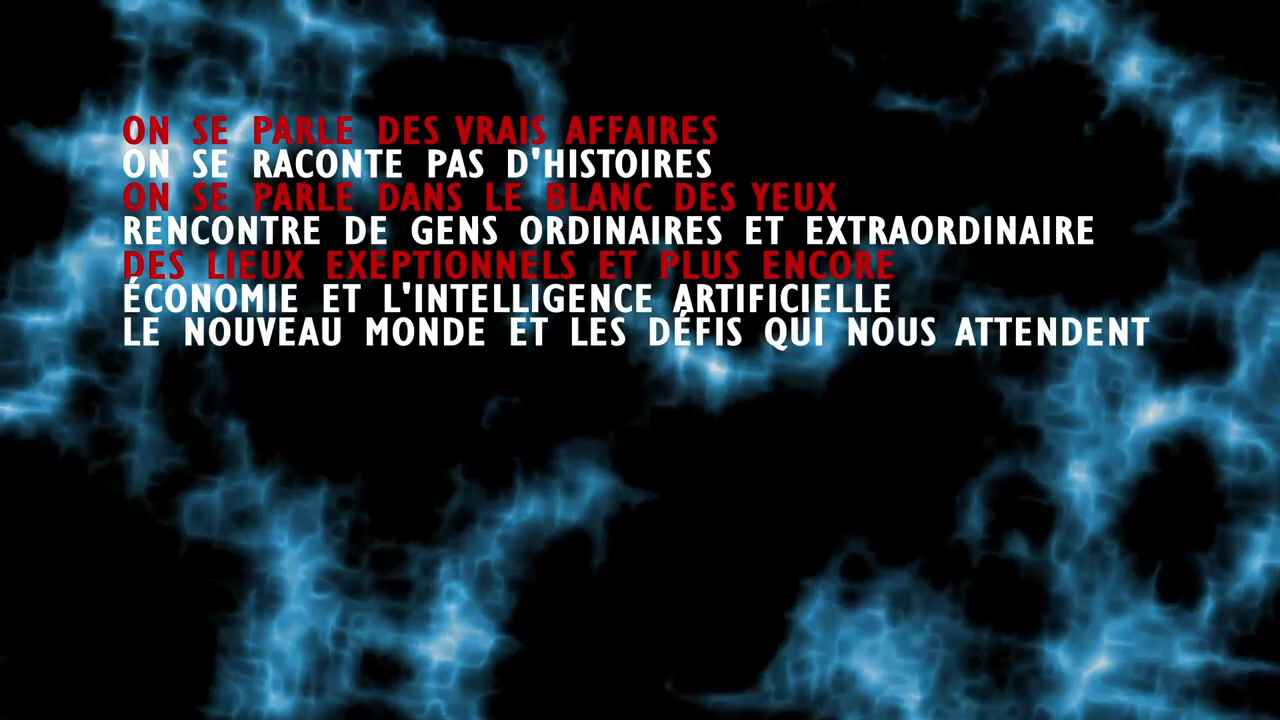 ON SE PARLE DES VRAIS AFFAIRES
ON SE RACONTE PAS D'HISTOIRES
ON SE PARLE DANS LE BLANC DES YEUX
RENCONTRE DE GENS ORDINAIRES ET EXTRAORDINAIRE
DES LIEUX EXEPTIONNELS ET PLUS ENCORE
ÉCONOMIE ET L'INTELLIGENCE ARTIFICIELLE
LE NOUVEAU MONDE ET LES DÉFIS QUI NOUS ATTENDENT